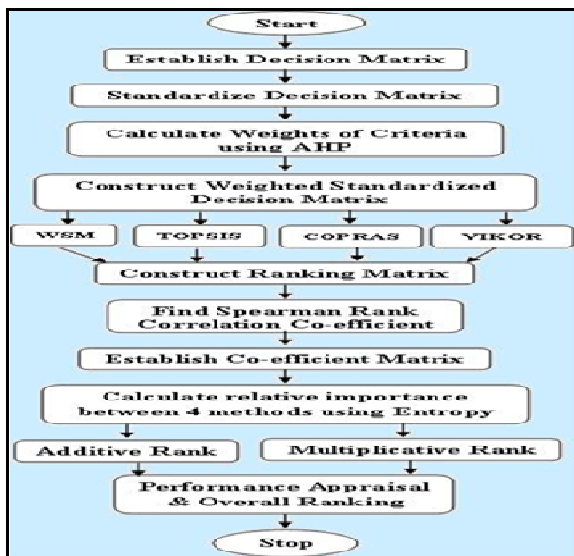 Start
Establish Decision Matrix
Standardize Decision Matrix
Calculate Weights of Criteria
using AHP
Construct Weighted Standardized
Decision Matrix
WSM TOPSIS COPRAS VIKOR
Construct Ranking Matrix
Find Spearman Rank
Correlation Co-efficient
Establish Co-efficient Matrix
Calculate relative importance
between 4 methods using Entropy
Additive Rank Multiplicative Rank
Performance Appraisal
& Overall Ranking
Stop